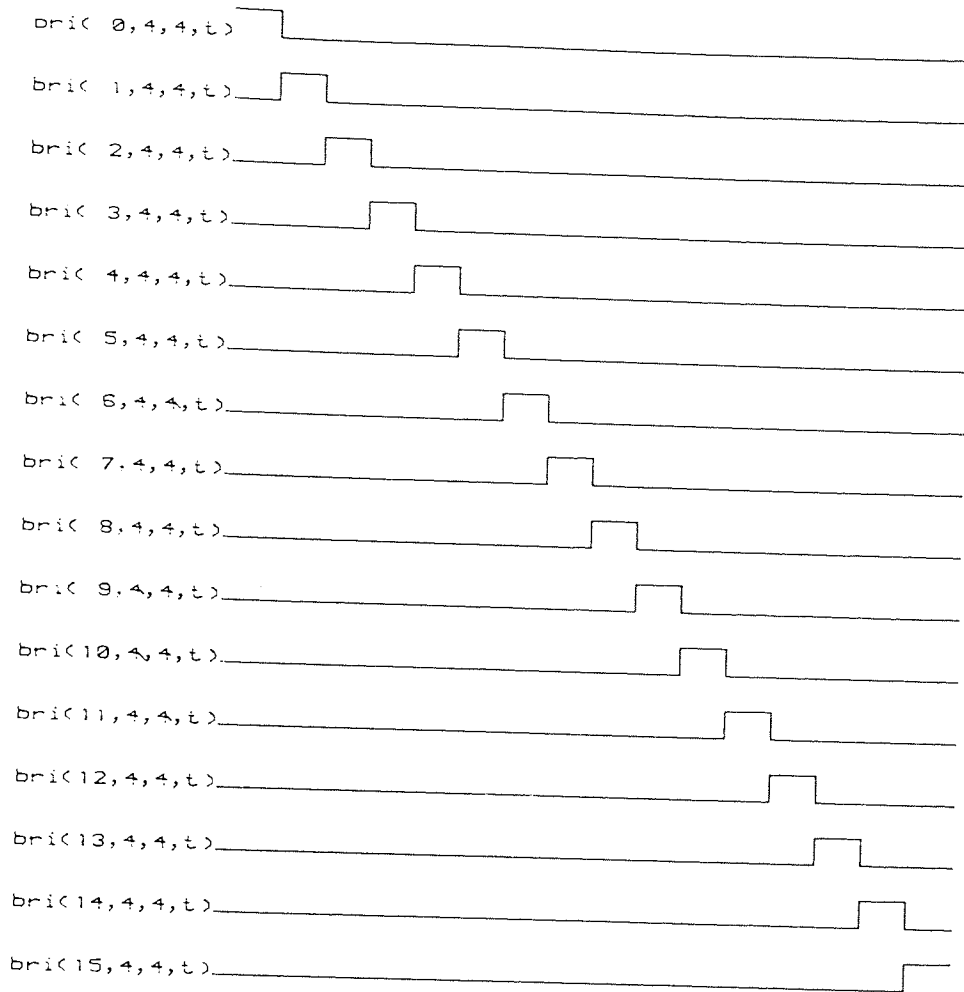 bri( 0,4,4,t)
bri( 1,4,4,t)
bri( 2,4,4,t)
bri( 3,4,4,t)
bri( 4,4,4,t)
bri( 5,4,4,t)
bri( 6,4,4,t)
bri( 7,4,4,t)
bri( 8,4,4,t)
bri( 9,4,4,t)
bri(10,4,4,t)
bri(11,4,4,t)
bri(12,4,4,t)
bri(13,4,4,t)
bri(14,4,4,t)
bri(15,4,4,t)